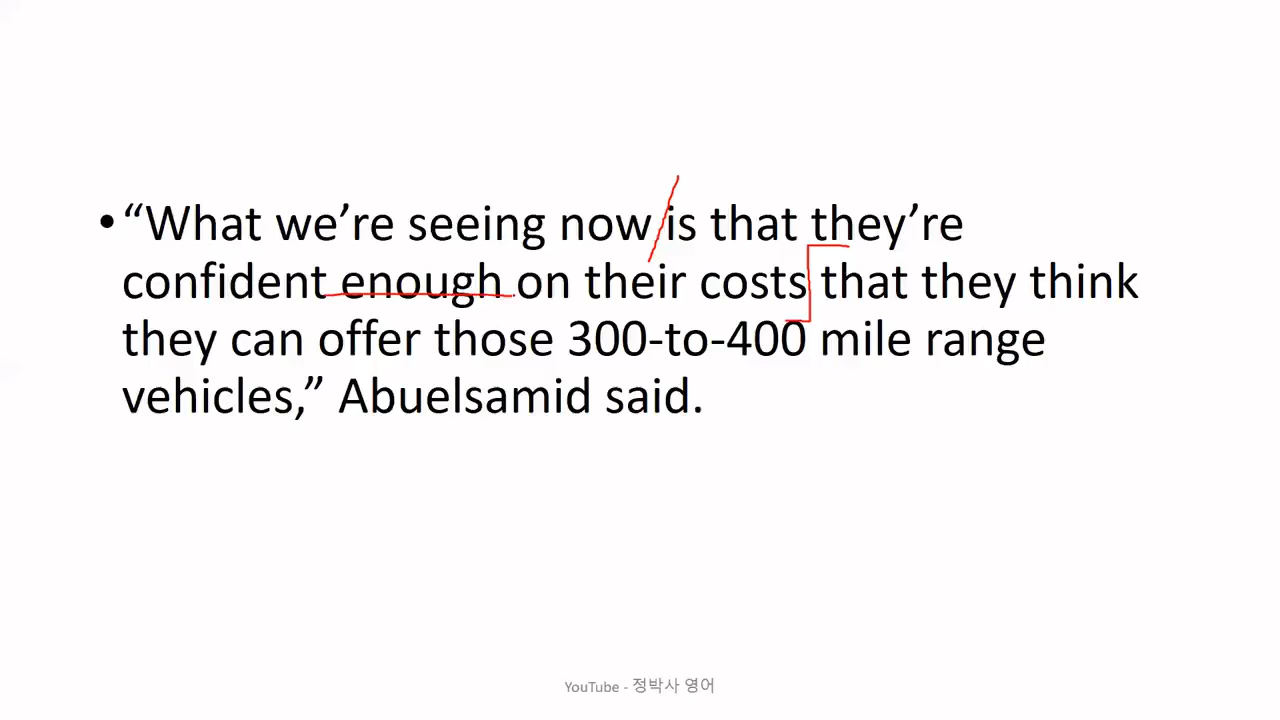 •“What we’re seeing now is that they’re
confident enough on their costs that they think
they can offer those 300-to-400 mile range
vehicles,” Abuelsamid said.
YouTube - 정박사 영어